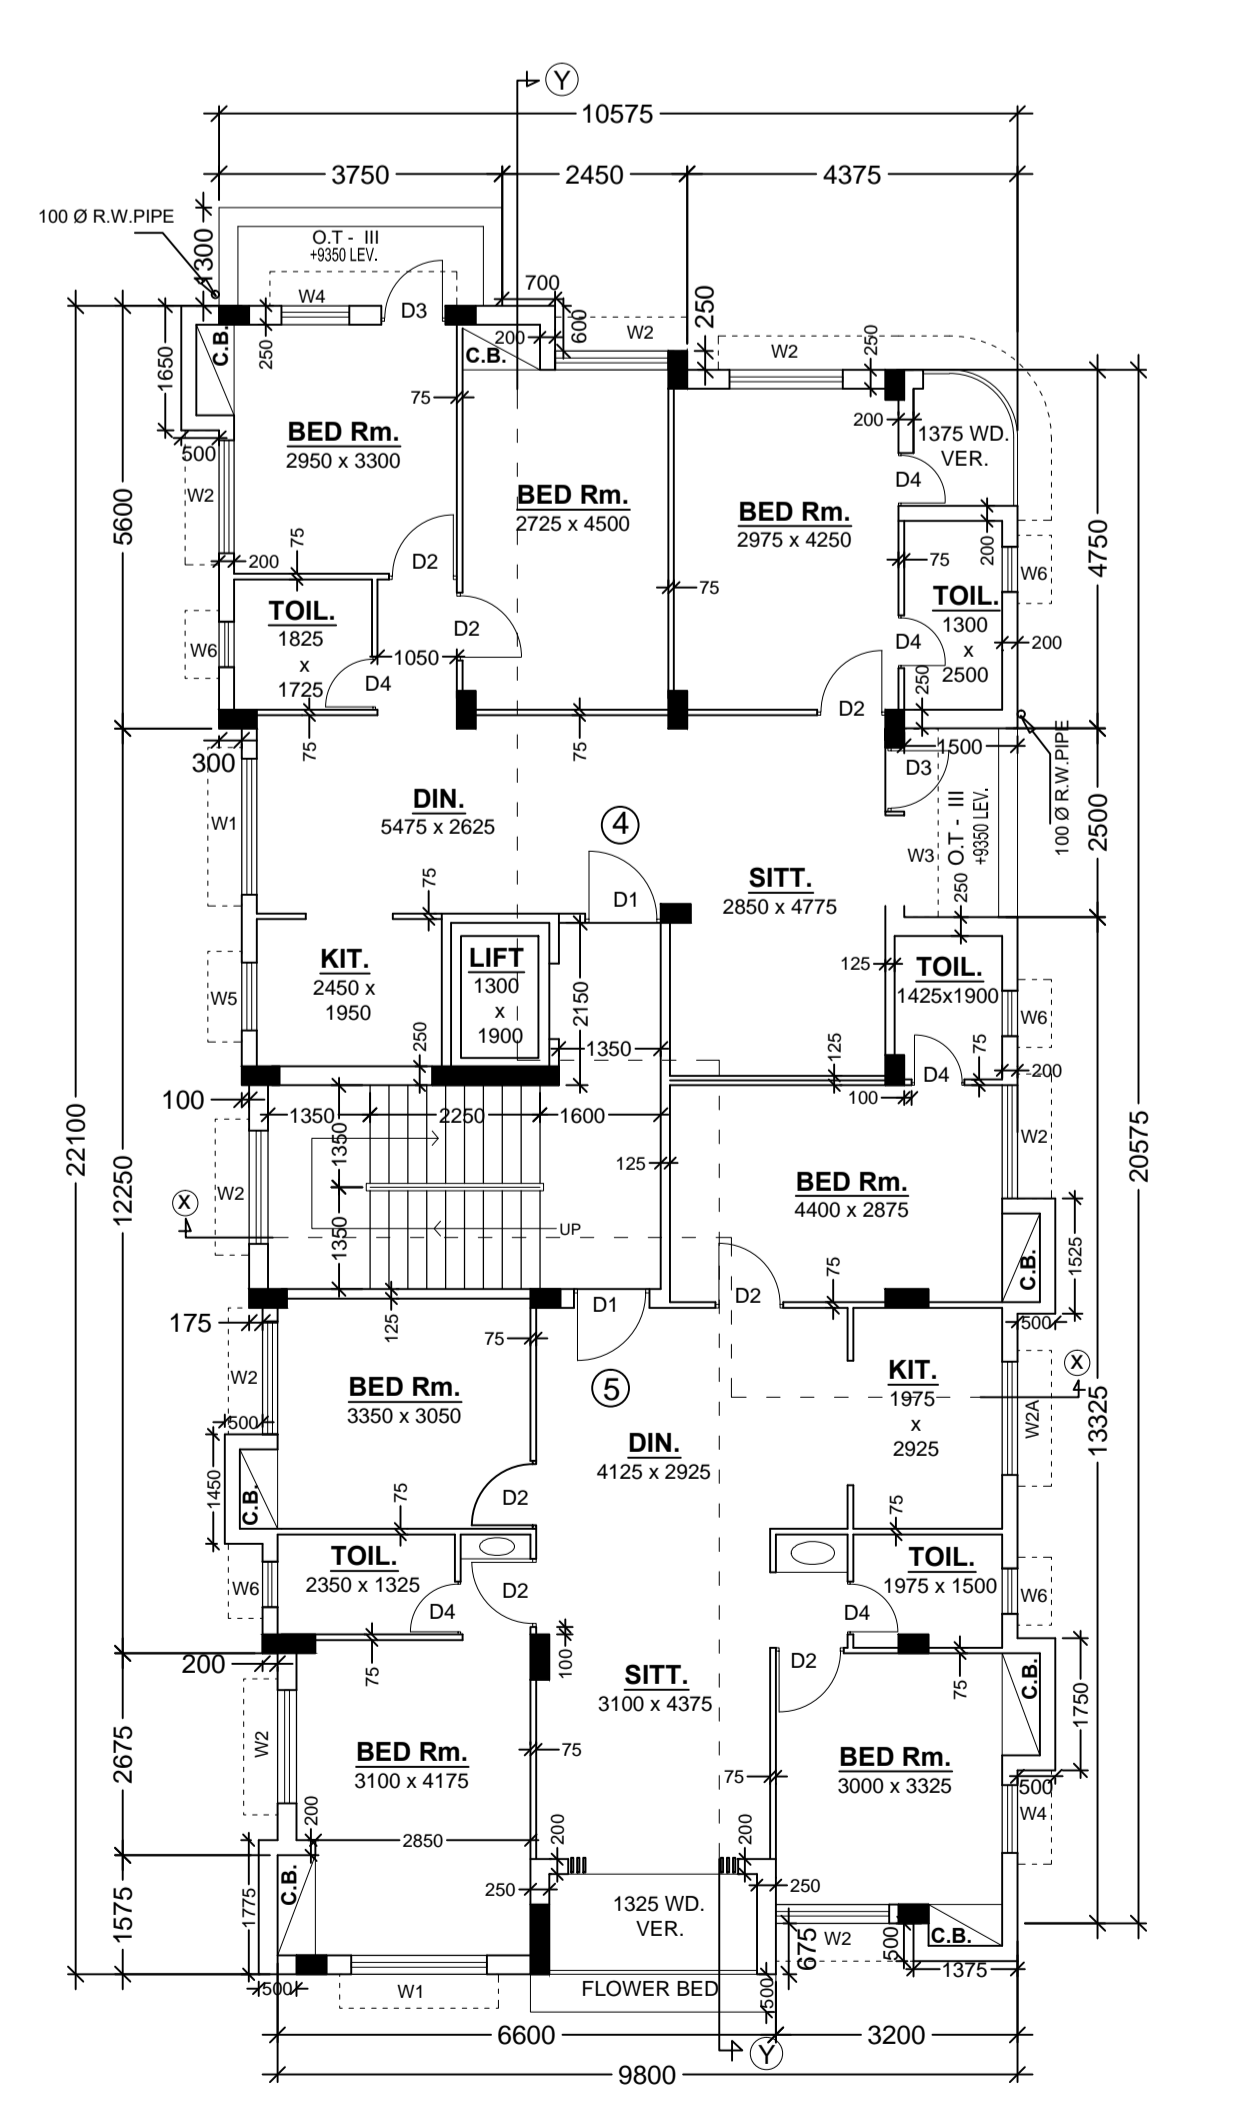 Y
10575
3750
2450
4375
100 Ø R.W.PIPE
1300
O.T - III
+9350 LEV.
W4
D3
700
600
200
W2
250
W2
250
C.B.
250
C.B.
1650
500
75
200
1375 WD.
VER.
BED Rm.
2950 x 3300
BED Rm.
2725 x 4500
BED Rm.
2975 x 4250
D4
W2
5600
4750
75
200
D2
75
75
200
W6
TOIL.
1825
x
1725
W6
D2
1050
D4
TOIL.
1300
x
2500
D4
200
250
D2
75
75
300
1500
D3
100 Ø R.W.PIPE
W1
DIN.
5475 x 2625
4
O.T - III
+9350 LEV.
2500
W3
250
75
D1
SITT.
2850 x 4775
KIT.
2450 x
1950
LIFT
1300
x
1900
W5
2150
250
1350
125
TOIL.
1425x1900
W6
125
75
D4
200
100
100
1350
2250
1600
1350
125
W2
22100
12250
20575
X
W2
1350
UP
BED Rm.
4400 x 2875
C.B.
1525
75
D2
D1
175
125
75
500
W2
BED Rm.
3350 x 3050
5
KIT.
1975
x
2925
X
W2A
13325
500
DIN.
4125 x 2925
1450
C.B.
75
D2
75
TOIL.
2350 x 1325
W6
D2
D4
TOIL.
1975 x 1500
W6
D4
200
75
100
SITT.
3100 x 4375
D2
75
C.B.
1750
W2
2675
BED Rm.
3100 x 4175
75
75
BED Rm.
3000 x 3325
500
W4
200
2850
200
200
1575
1775
C.B.
250
1325 WD.
VER.
250
675
W2
500
C.B.
1375
500
W1
FLOWER BED
500
6600
3200
Y
9800